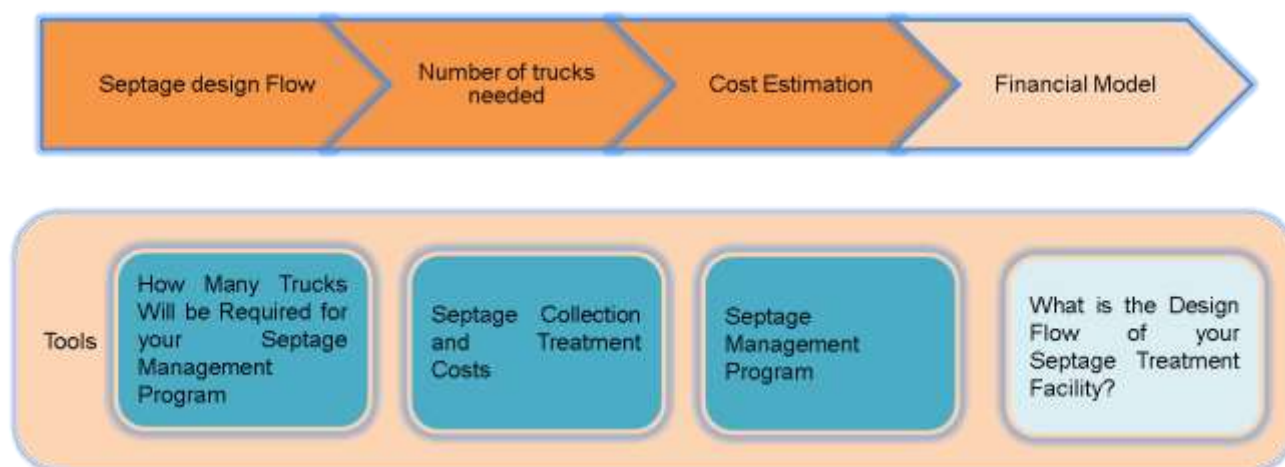 Septage design Flow
Number of trucks
needed
Cost Estimation
Financial Model
Tools
How Many Trucks
Will be Required for
your Septage
Management
Program
Septage Collection
and Treatment
Costs
Septage
Management
Program
What is the Design
Flow of your
Septage Treatment
Facility?